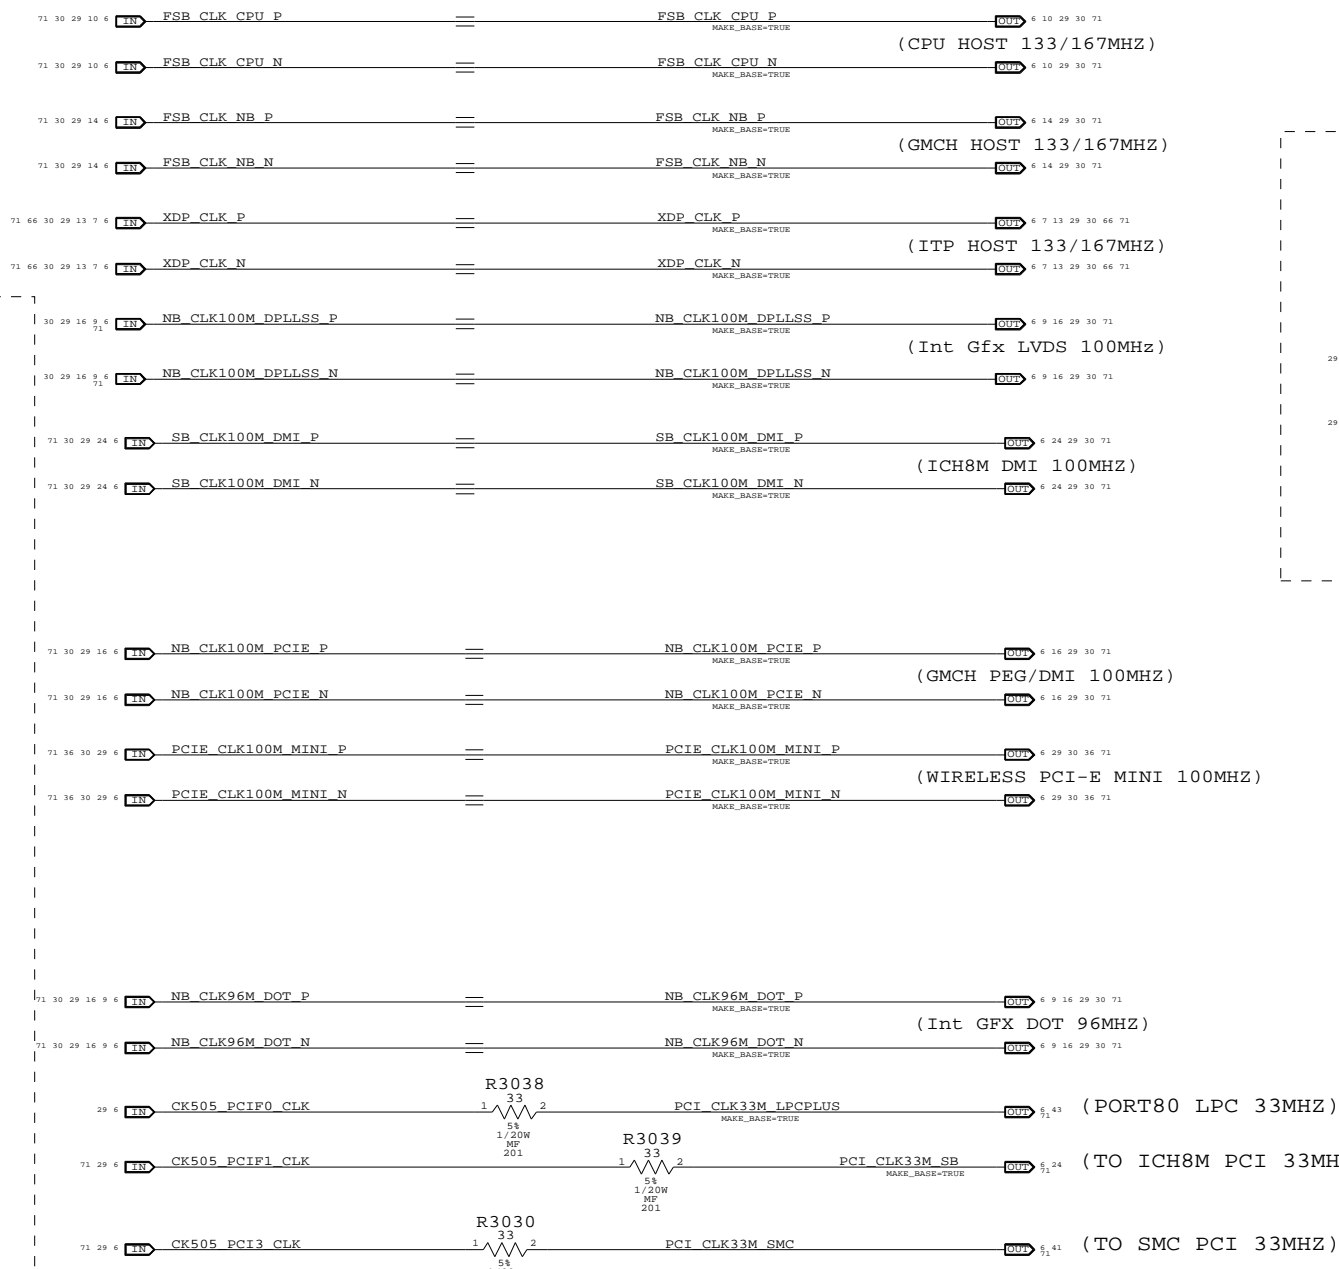 71 30 29 10 6 IN FSB_CLK_CPU_P FSB_CLK_CPU_P OUT 6 10 29 30 71
MAKE_BASE=TRUE
(CPU HOST 133/167MHZ)
71 30 29 10 6 IN FSB_CLK_CPU_N FSB_CLK_CPU_N OUT 6 10 29 30 71
MAKE_BASE=TRUE
71 30 29 14 6 IN FSB_CLK_NB_P FSB_CLK_NB_P OUT 6 14 29 30 71
MAKE_BASE=TRUE
(GMCH HOST 133/167MHZ)
71 30 29 14 6 IN FSB_CLK_NB_N FSB_CLK_NB_N OUT 6 14 29 30 71
MAKE_BASE=TRUE
71 66 30 29 13 7 6 IN XDP_CLK_P XDP_CLK_P OUT 6 7 13 29 30 66 71
MAKE_BASE=TRUE
(ITP HOST 133/167MHZ)
71 66 30 29 13 7 6 IN XDP_CLK_N XDP_CLK_N OUT 6 7 13 29 30 66 71
MAKE_BASE=TRUE
30 29 16 9 6 IN NB_CLK100M_DPLLSS_P NB_CLK100M_DPLLSS_P OUT 6 9 16 29 30 71
71 MAKE_BASE=TRUE
(Int Gfx LVDS 100MHz)
29
30 29 16 9 6 IN NB_CLK100M_DPLLSS_N NB_CLK100M_DPLLSS_N OUT 6 9 16 29 30 71
71 MAKE_BASE=TRUE
29
71 30 29 24 6 IN SB_CLK100M_DMI_P SB_CLK100M_DMI_P OUT 6 24 29 30 71
MAKE_BASE=TRUE
(ICH8M DMI 100MHZ)
71 30 29 24 6 IN SB_CLK100M_DMI_N SB_CLK100M_DMI_N OUT 6 24 29 30 71
MAKE_BASE=TRUE
71 30 29 16 6 IN NB_CLK100M_PCIE_P NB_CLK100M_PCIE_P OUT 6 16 29 30 71
MAKE_BASE=TRUE
(GMCH PEG/DMI 100MHZ)
71 30 29 16 6 IN NB_CLK100M_PCIE_N NB_CLK100M_PCIE_N OUT 6 16 29 30 71
MAKE_BASE=TRUE
71 36 30 29 6 IN PCIE_CLK100M_MINI_P PCIE_CLK100M_MINI_P OUT 6 29 30 36 71
MAKE_BASE=TRUE
(WIRELESS PCI-E MINI 100MHZ)
71 36 30 29 6 IN PCIE_CLK100M_MINI_N PCIE_CLK100M_MINI_N OUT 6 29 30 36 71
MAKE_BASE=TRUE
71 30 29 16 9 6 IN NB_CLK96M_DOT_P NB_CLK96M_DOT_P OUT 6 9 16 29 30 71
MAKE_BASE=TRUE
(Int GFX DOT 96MHZ)
71 30 29 16 9 6 IN NB_CLK96M_DOT_N NB_CLK96M_DOT_N OUT 6 9 16 29 30 71
MAKE_BASE=TRUE
R3038
33
29 6 IN CK505_PCIF0_CLK 1 2 PCI_CLK33M_LPCPLUS OUT 6 43 (PORT80 LPC 33MHZ)
71
MAKE_BASE=TRUE
5%
1/20W
MF
201
R3039
33
71 29 6 IN CK505_PCIF1_CLK 1 2 PCI_CLK33M_SB OUT 6 24 (TO ICH8M PCI 33MH
71
MAKE_BASE=TRUE
5%
1/20W
MF
201
R3030
33
71 29 6 IN CK505_PCI3_CLK 1 2 PCI_CLK33M_SMC OUT 6 41 (TO SMC PCI 33MHZ)
71
5%